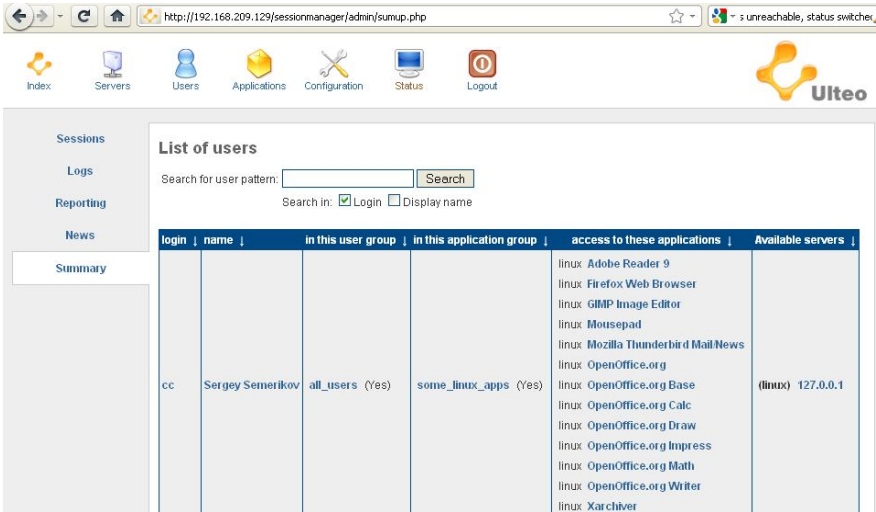 http://192.168.209.129/sessionmanager/admin/sumup.php
s unreachable, status switched
Index Servers Users Applications Configuration Status Logout
Ulteo
Sessions
Logs
Reporting
News
Summary
List of users
Search for user pattern: Search
Search in: Login Display name
login ↓ name ↓ in this user group ↓ in this application group ↓ access to these applications ↓ Available servers ↓
cc Sergey Semerikov all_users (Yes) some_linux_apps (Yes)
linux Adobe Reader 9
linux Firefox Web Browser
linux GIMP Image Editor
linux Mousepad
linux Mozilla Thunderbird Mail/News
linux OpenOffice.org
linux OpenOffice.org Base
linux OpenOffice.org Calc
linux OpenOffice.org Draw
linux OpenOffice.org Impress
linux OpenOffice.org Math
linux OpenOffice.org Writer
linux Xarchiver
(linux) 127.0.0.1